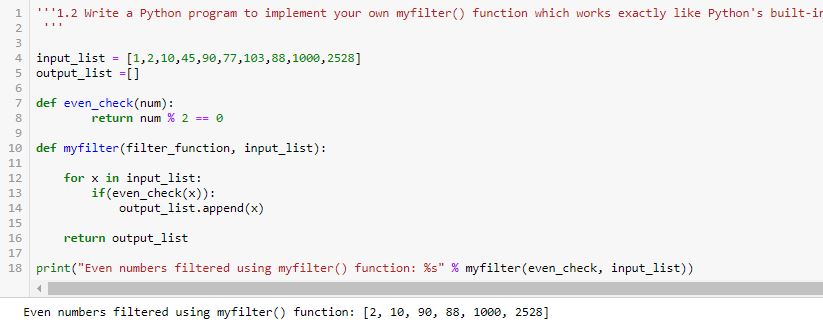 1 '''1.2 Write a Python program to implement your own myfilter() function which works exactly like Python's built-in
2 '''
3
4 input_list = [1,2,10,45,90,77,103,88,1000,2528]
5 output_list =[]
6
7 def even_check(num):
8 return num % 2 == 0
9
10 def myfilter(filter_function, input_list):
11
12 for x in input_list:
13 if(even_check(x)):
14 output_list.append(x)
15
16 return output_list
17
18 print("Even numbers filtered using myfilter() function: %s" % myfilter(even_check, input_list))
Even numbers filtered using myfilter() function: [2, 10, 90, 88, 1000, 2528]